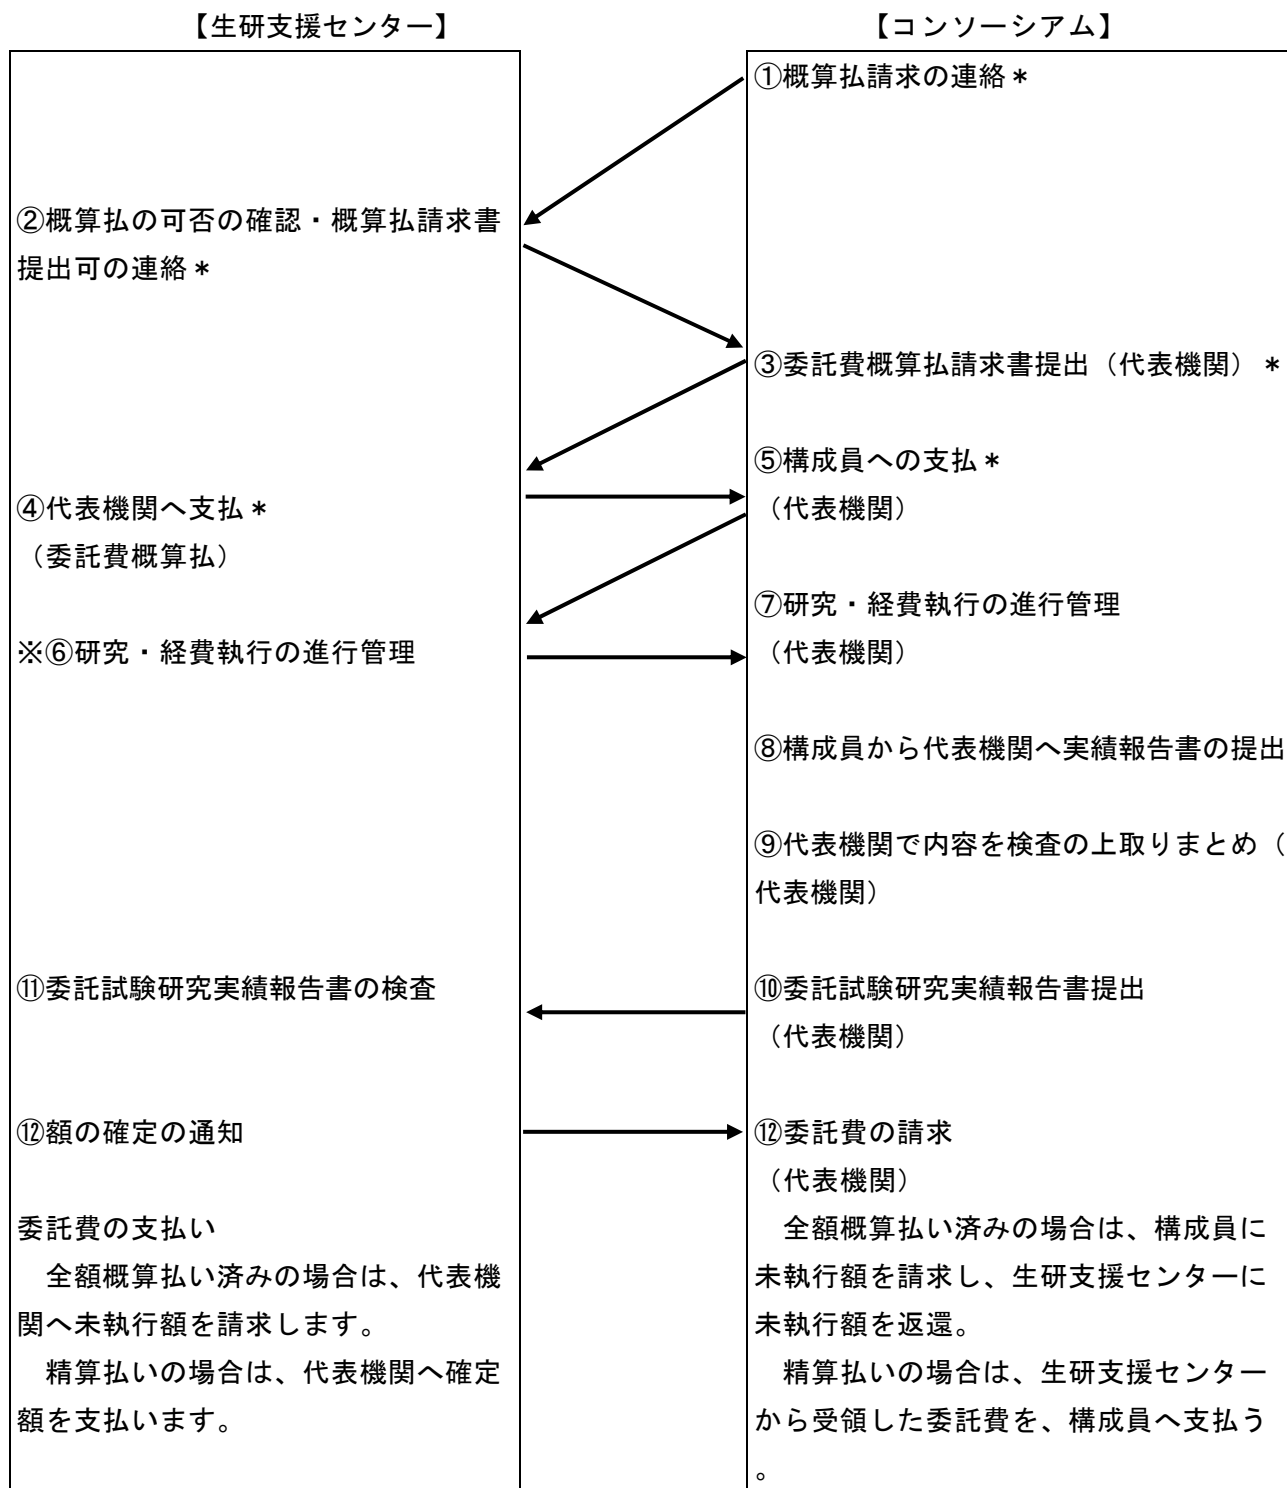 【生研支援センター】
【コンソーシアム】
①概算払請求の連絡＊
②概算払の可否の確認・概算払請求書
提出可の連絡＊
③委託費概算払請求書提出（代表機関）＊
⑤構成員への支払＊
（代表機関）
④代表機関へ支払＊
（委託費概算払）
⑦研究・経費執行の進行管理
（代表機関）
※⑥研究・経費執行の進行管理
⑧構成員から代表機関へ実績報告書の提出
⑨代表機関で内容を検査の上取りまとめ（
代表機関）
⑪委託試験研究実績報告書の検査
⑩委託試験研究実績報告書提出
（代表機関）
⑫額の確定の通知
委託費の支払い
　全額概算払い済みの場合は、代表機
関へ未執行額を請求します。
　精算払いの場合は、代表機関へ確定
額を支払います。
⑫委託費の請求
（代表機関）
　全額概算払い済みの場合は、構成員に
未執行額を請求し、生研支援センターに
未執行額を返還。
　精算払いの場合は、生研支援センター
から受領した委託費を、構成員へ支払う
。